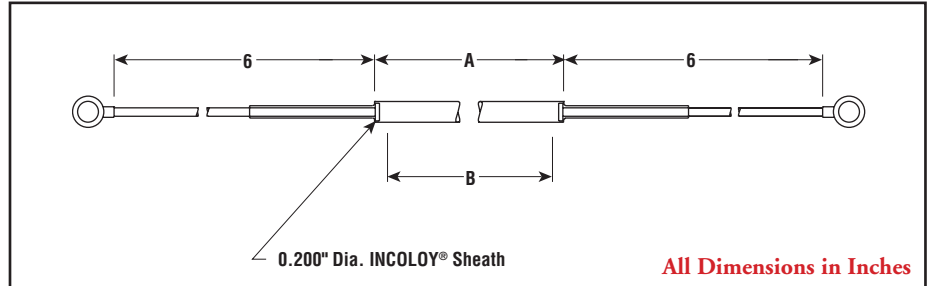 6 A 6
B
0.200" Dia. INCOLOY® Sheath
All Dimensions in Inches